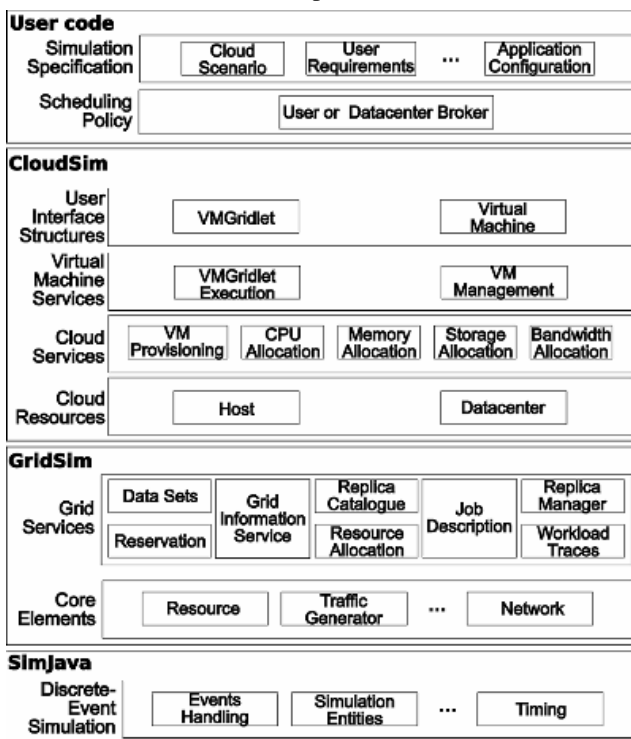 User code
Simulation
Specification
Cloud
Scenario
User
Requirements
...
Application
Configuration
Scheduling
Policy
User or Datacenter Broker
CloudSim
User
Interface
Structures
VMGridlet
Virtual
Machine
Virtual
Machine
Services
VMGridlet
Execution
VM
Management
Cloud
Services
VM
Provisioning
CPU
Allocation
Memory
Allocation
Storage
Allocation
Bandwidth
Allocation
Cloud
Resources
Host
Datacenter
GridSim
Grid
Services
Data Sets
Reservation
Grid
Information
Service
Replica
Catalogue
Resource
Allocation
Job
Description
Replica
Manager
Workload
Traces
Core
Elements
Resource
Traffic
Generator
...
Network
SimJava
Discrete-
Event
Simulation
Events
Handling
Simulation
Entities
...
Timing